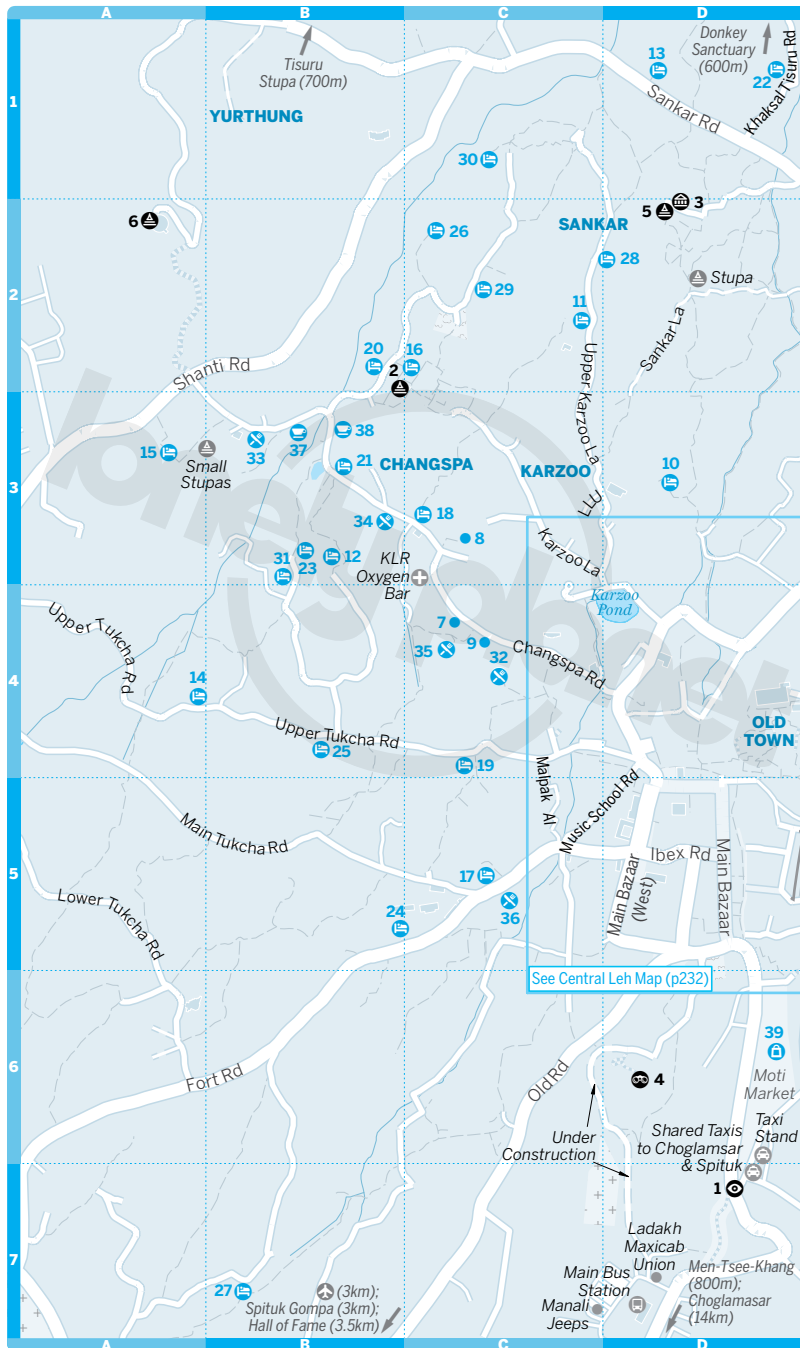 A B C D
Donkey
Sanctuary
(600m)
Tisuru
Stupa (700m)
13
22
Khaksal Tisuru Rd
1
YURTHUNG
Sankar Rd
30
3
5
6
SANKAR
26
28
Stupa
2
29
11
Sankar La
Upper Karzoo La
20 16
2
Shanti Rd
38
37
33
15
Small
Stupas
21
CHANGSPA
KARZOO
10
3
LLU
18
34
8
Karzoo La
31
23
12
KLR
Oxygen
Bar
Karzoo
Pond
Upper Tukcha Rd
7
9
35
32
Changspa Rd
4
14
OLD
TOWN
Upper Tukcha Rd
25
19
Malpak Al
Music School Rd
Main Tukcha Rd
Ibex Rd
Main Bazaar
Main Bazaar
(West)
5
17
36
Lower Tukcha Rd
24
See Central Leh Map (p232)
39
6
Moti
Market
Fort Rd
Old Rd
4
Taxi
Stand
Under
Construction
Shared Taxis
to Choglamsar
& Spituk
1
Ladakh
Maxicab
Union
7
Main Bus
Station
Manali
Jeeps
Men-Tsee-Khang
(800m);
Choglamasar
(14km)
27
(3km);
Spituk Gompa (3km);
Hall of Fame (3.5km)
A B C D
lonely planet